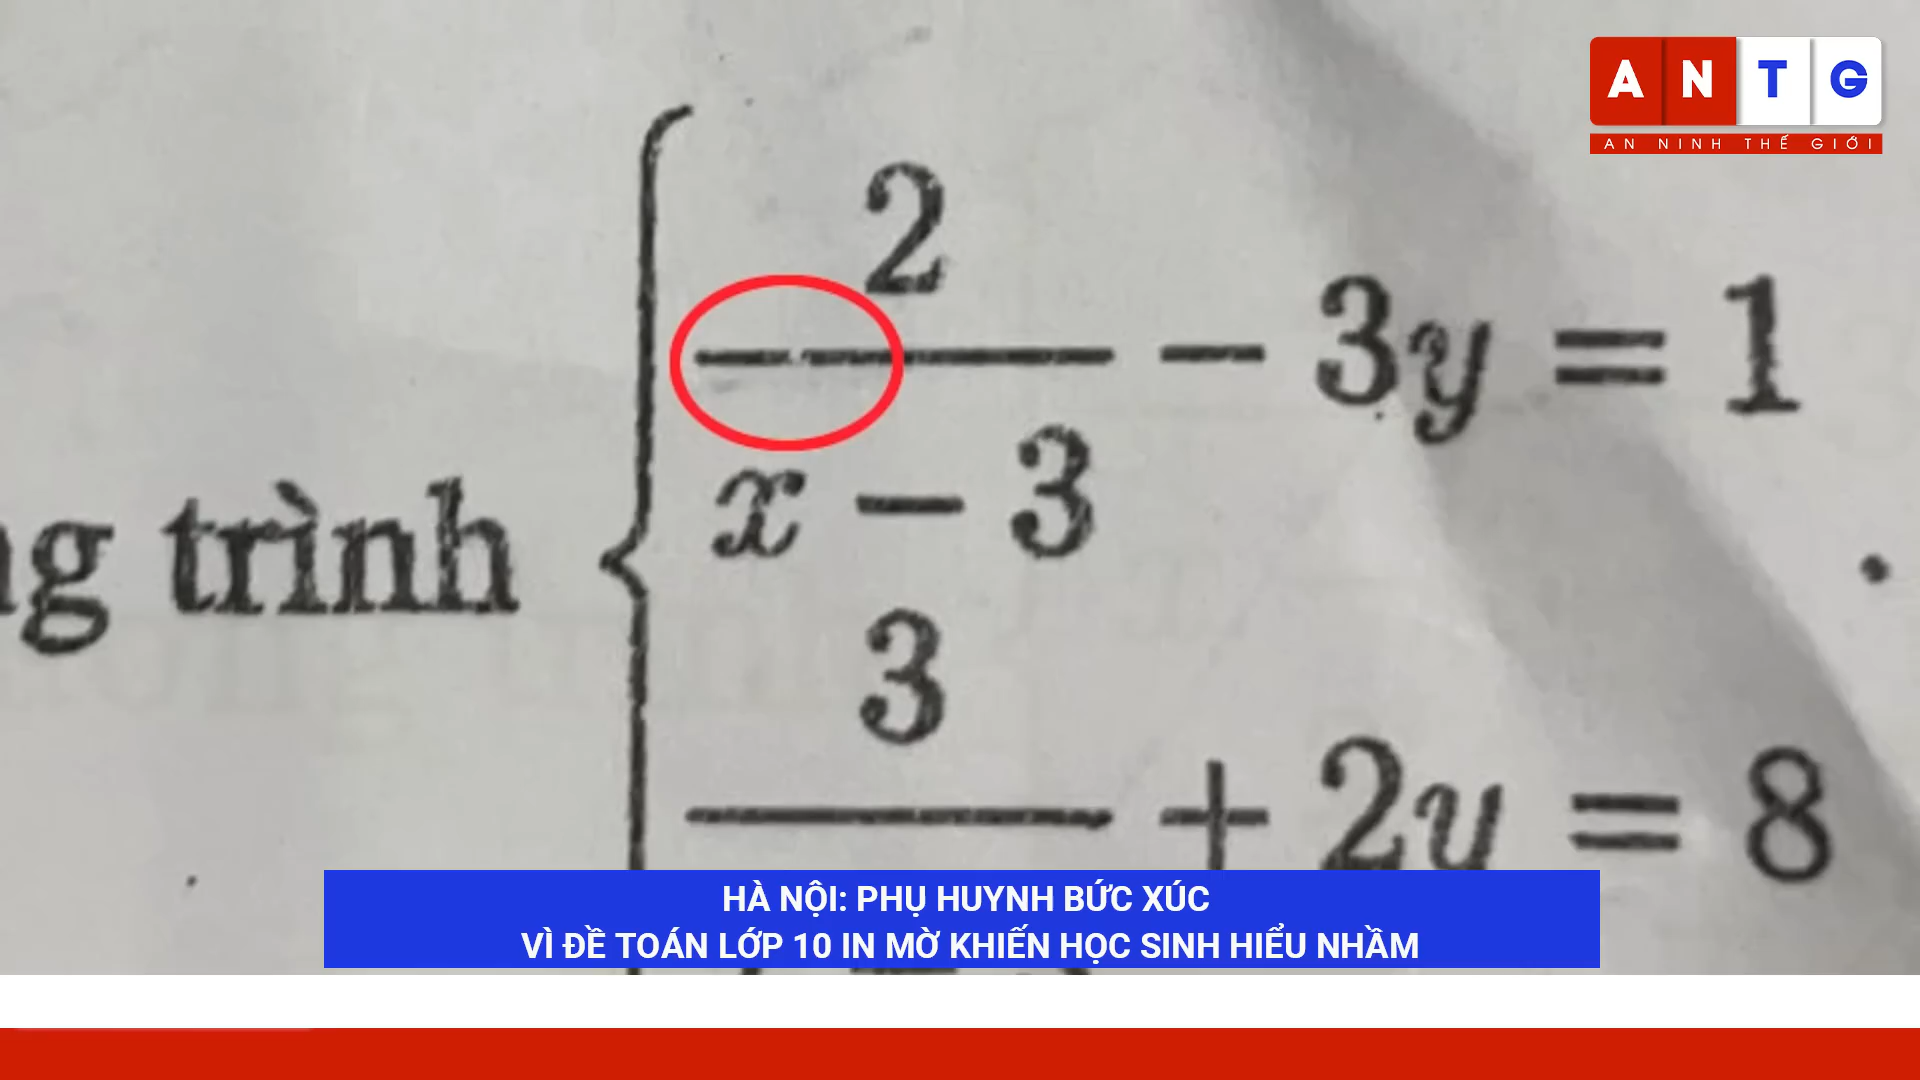 ANTG
AN NINH THẾ GIỚI
2
— - 3y = 1
x - 3
trình
3
— + 2y = 8
HÀ NỘI: PHỤ HUYNH BỨC XÚC
VÌ ĐỀ TOÁN LỚP 10 IN MỜ KHIẾN HỌC SINH HIỂU NHẦM